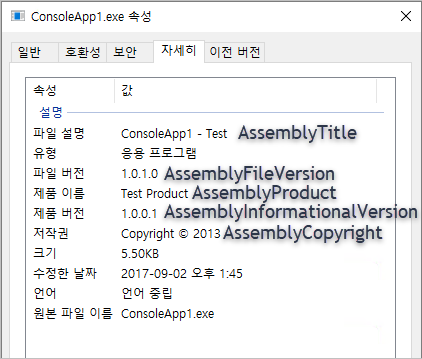 ConsoleApp1.exe 속성
일반 호환성 보안 자세히 이전 버전
속성 값
설명
파일 설명 ConsoleApp1 - Test AssemblyTitle
유형 응용 프로그램
파일 버전 1.0.1.0 AssemblyFileVersion
제품 이름 Test Product AssemblyProduct
제품 버전 1.0.0.1 AssemblyInformationalVersion
저작권 Copyright © 2013 AssemblyCopyright
크기 5.50KB
수정한 날짜 2017-09-02 오후 1:45
언어 언어 중립
원본 파일 이름 ConsoleApp1.exe